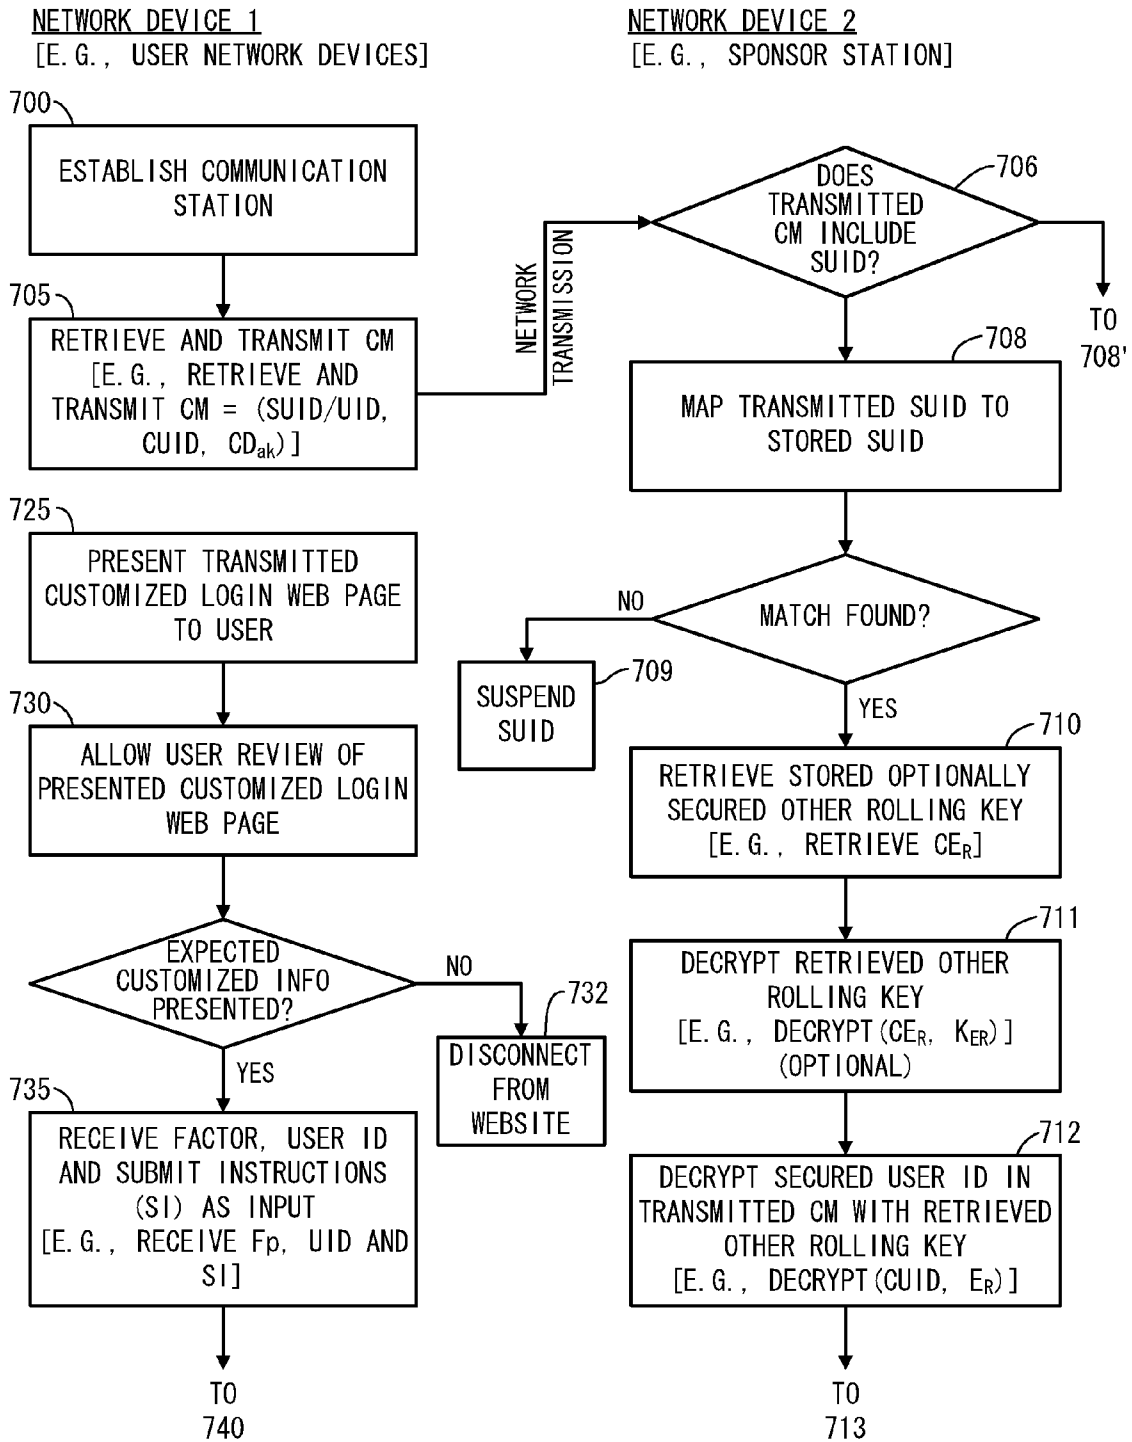 NETWORK DEVICE 1
[E.G., USER NETWORK DEVICES]
700
ESTABLISH COMMUNICATION
STATION
705
RETRIEVE AND TRANSMIT CM
[E.G., RETRIEVE AND
TRANSMIT CM = (SUID/UID,
CUID, CDak)]
NETWORK
TRANSMISSION
725
PRESENT TRANSMITTED
CUSTOMIZED LOGIN WEB PAGE
TO USER
730
ALLOW USER REVIEW OF
PRESENTED CUSTOMIZED LOGIN
WEB PAGE
EXPECTED
CUSTOMIZED INFO
PRESENTED?
NO
732
DISCONNECT
FROM
WEBSITE
YES
735
RECEIVE FACTOR, USER ID
AND SUBMIT INSTRUCTIONS
(SI) AS INPUT
[E.G., RECEIVE Fp, UID AND
SI]
TO
740
NETWORK DEVICE 2
[E.G., SPONSOR STATION]
706
DOES
TRANSMITTED
CM INCLUDE
SUID?
TO
708'
708
MAP TRANSMITTED SUID TO
STORED SUID
MATCH FOUND?
NO
709
SUSPEND
SUID
YES
710
RETRIEVE STORED OPTIONALLY
SECURED OTHER ROLLING KEY
[E.G., RETRIEVE CER]
711
DECRYPT RETRIEVED OTHER
ROLLING KEY
[E.G., DECRYPT(CER, KER)]
(OPTIONAL)
712
DECRYPT SECURED USER ID IN
TRANSMITTED CM WITH RETRIEVED
OTHER ROLLING KEY
[E.G., DECRYPT(CUID, ER)]
TO
713